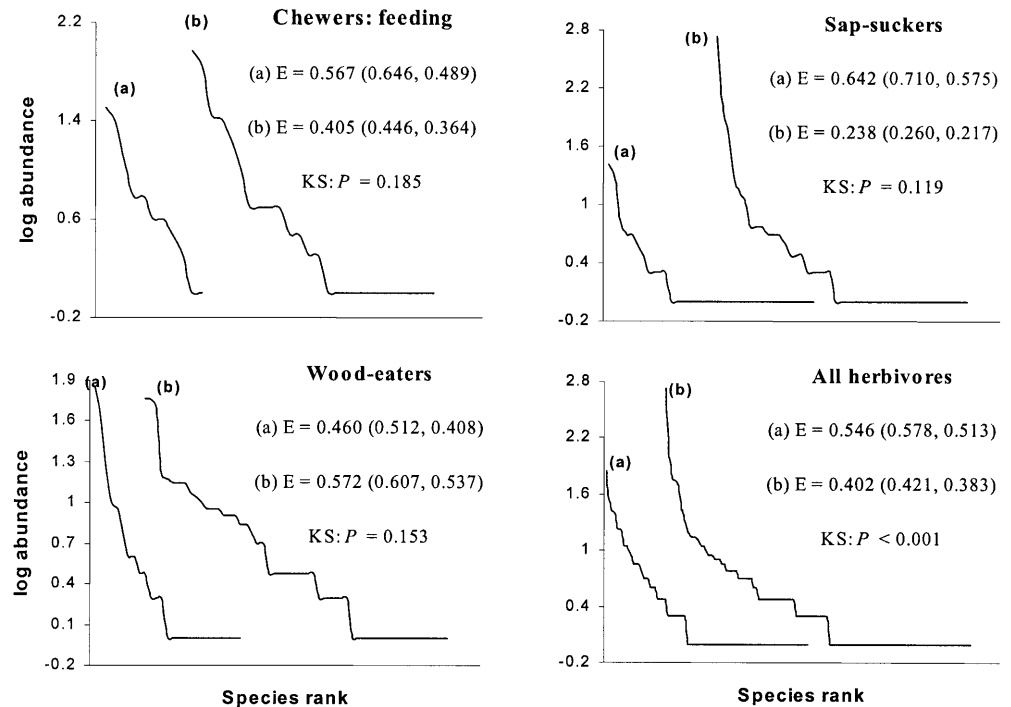 Chewers: feeding
2.2
(b)
(a) E = 0.567 (0.646, 0.489)
(a)
1.4
(b) E = 0.405 (0.446, 0.364)
KS: P = 0.185
0.6
-0.2
log abundance
Sap-suckers
2.8
(b)
(a) E = 0.642 (0.710, 0.575)
2.2
(b) E = 0.238 (0.260, 0.217)
1.6
(a)
KS: P = 0.119
1
0.4
-0.2
Wood-eaters
1.9
(a)
(b)
1.6
(a) E = 0.460 (0.512, 0.408)
1.3
(b) E = 0.572 (0.607, 0.537)
1
KS: P = 0.153
0.7
0.4
0.1
-0.2
log abundance
Species rank
All herbivores
2.8
(b)
(a) E = 0.546 (0.578, 0.513)
2.2
(a)
(b) E = 0.402 (0.421, 0.383)
1.6
KS: P < 0.001
1
0.4
-0.2
Species rank